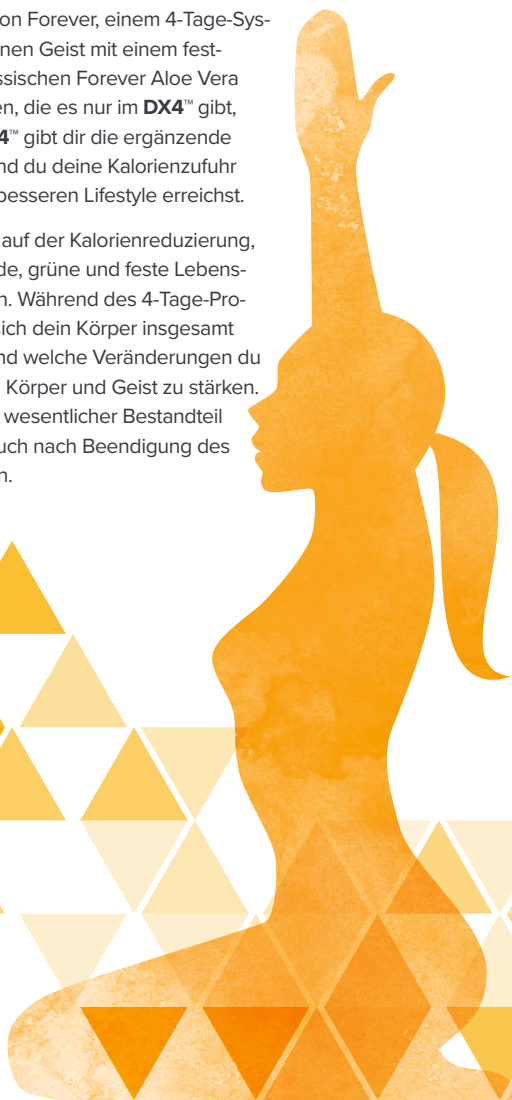 on Forever, einem 4-Tage-Sys-
nen Geist mit einem fest-
ssischen Forever Aloe Vera
en, die es nur im DX4™ gibt,
4™ gibt dir die ergänzende
nd du deine Kalorienzufuhr
besseren Lifestyle erreichst.
auf der Kalorienreduzierung,
de, grüne und feste Lebens-
n. Während des 4-Tage-Pro-
sich dein Körper insgesamt
nd welche Veränderungen du
Körper und Geist zu stärken.
wesentlicher Bestandteil
uch nach Beendigung des
n.